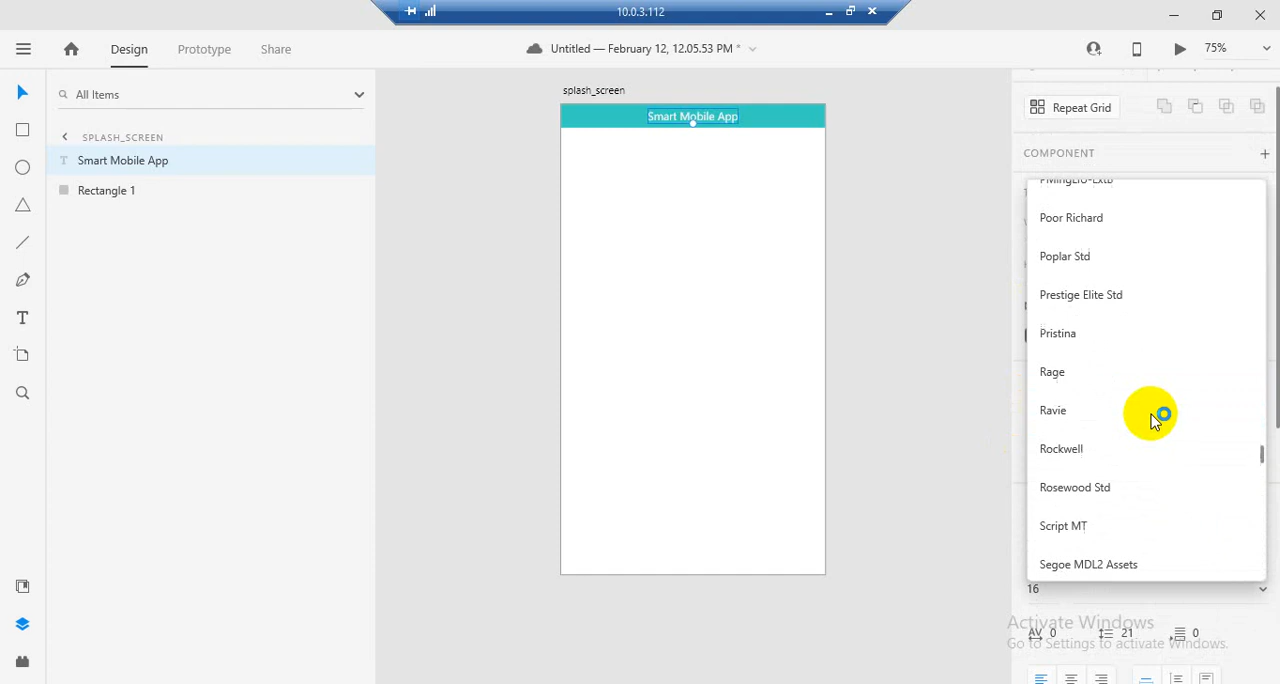 10.0.3.112
Design
Prototype
Share
Untitled — February 12, 12.05.53 PM *
75%
All Items
SPLASH_SCREEN
Smart Mobile App
Rectangle 1
splash_screen
Smart Mobile App
Repeat Grid
COMPONENT
PMingLiU-ExtB
Poor Richard
Poplar Std
Prestige Elite Std
Pristina
Rage
Ravie
Rockwell
Rosewood Std
Script MT
Segoe MDL2 Assets
16
Activate Windows
AV 0 21 0
Go to Settings to activate Windows.